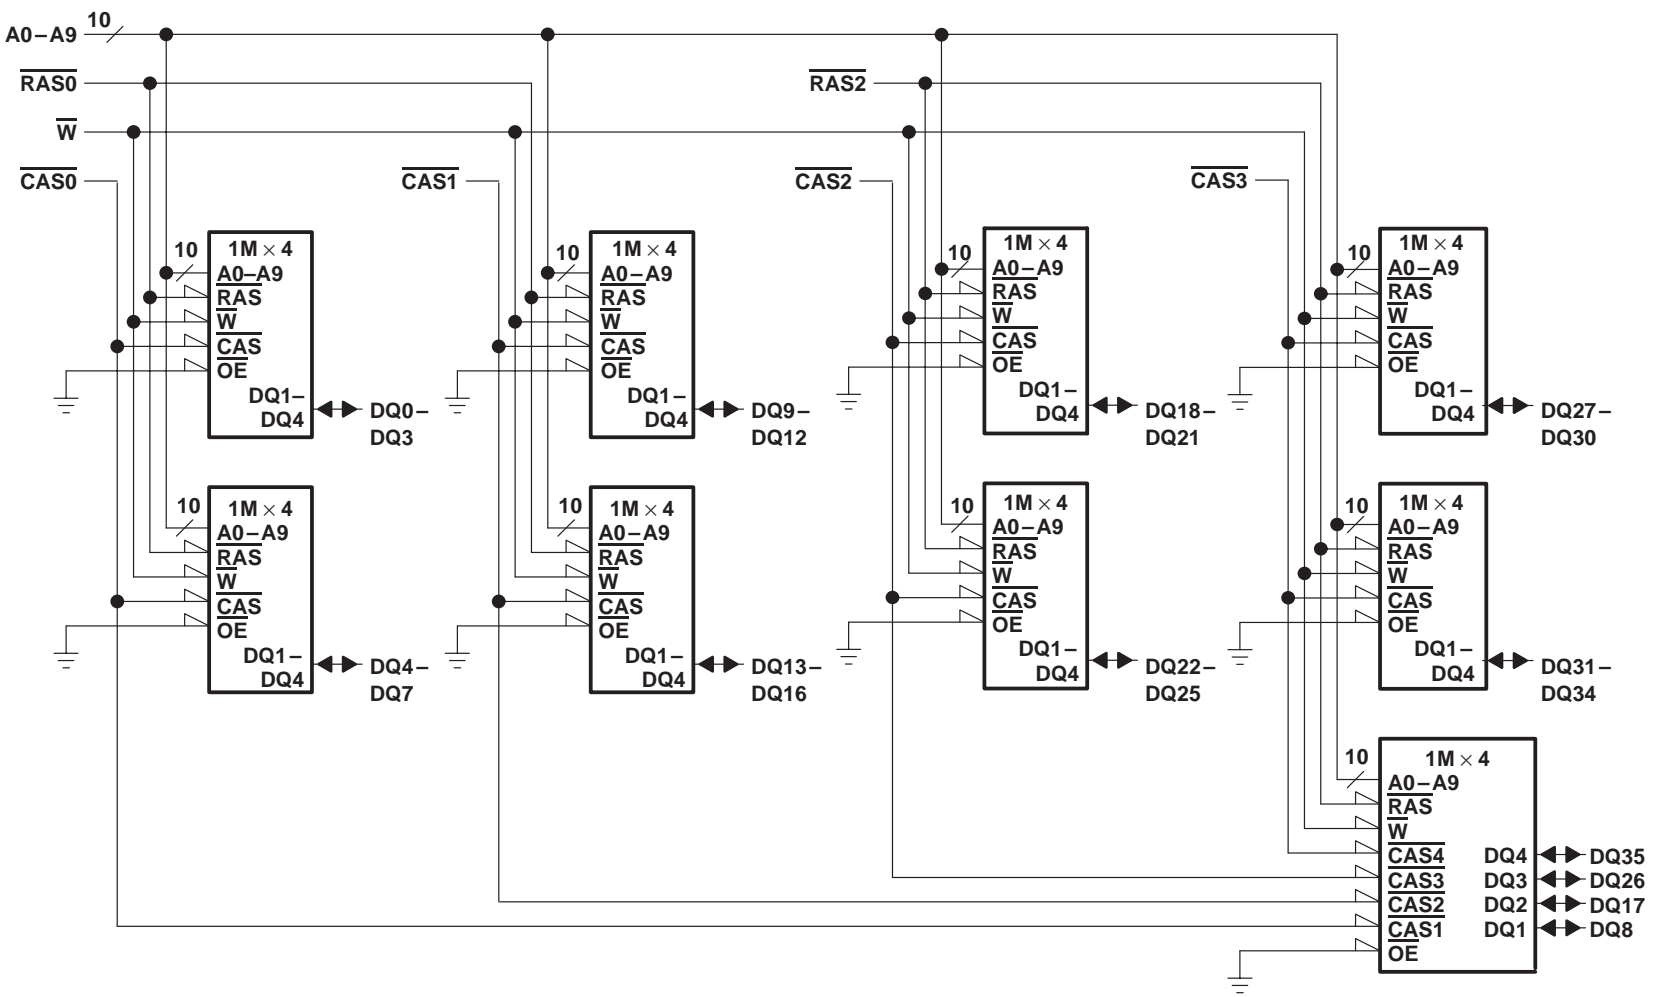 10
A0–A9
RAS0
RAS2
W
CAS0
CAS1
CAS2
CAS3
10
1M × 4
A0–A9
RAS
W
CAS
OE
DQ1–
DQ4
DQ0–
DQ3
10
1M × 4
A0–A9
RAS
W
CAS
OE
DQ1–
DQ4
DQ9–
DQ12
10
1M × 4
A0–A9
RAS
W
CAS
OE
DQ1–
DQ4
DQ18–
DQ21
10
1M × 4
A0–A9
RAS
W
CAS
OE
DQ1–
DQ4
DQ27–
DQ30
10
1M × 4
A0–A9
RAS
W
CAS
OE
DQ1–
DQ4
DQ4–
DQ7
10
1M × 4
A0–A9
RAS
W
CAS
OE
DQ1–
DQ4
DQ13–
DQ16
10
1M × 4
A0–A9
RAS
W
CAS
OE
DQ1–
DQ4
DQ22–
DQ25
10
1M × 4
A0–A9
RAS
W
CAS
OE
DQ1–
DQ4
DQ31–
DQ34
10
1M × 4
A0–A9
RAS
W
CAS4 DQ4 DQ35
CAS3 DQ3 DQ26
CAS2 DQ2 DQ17
CAS1 DQ1 DQ8
OE